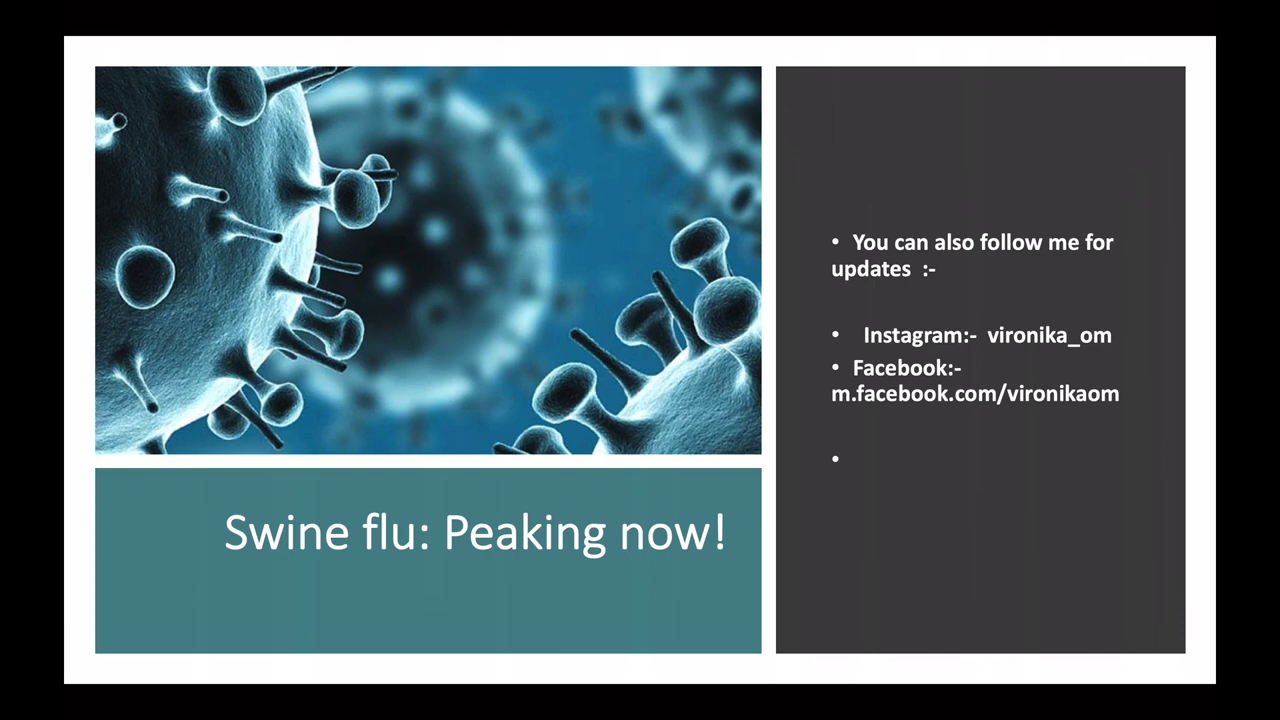 • You can also follow me for
updates :-
• Instagram:- vironika_om
• Facebook:-
m.facebook.com/vironikaom
•
Swine flu: Peaking now!